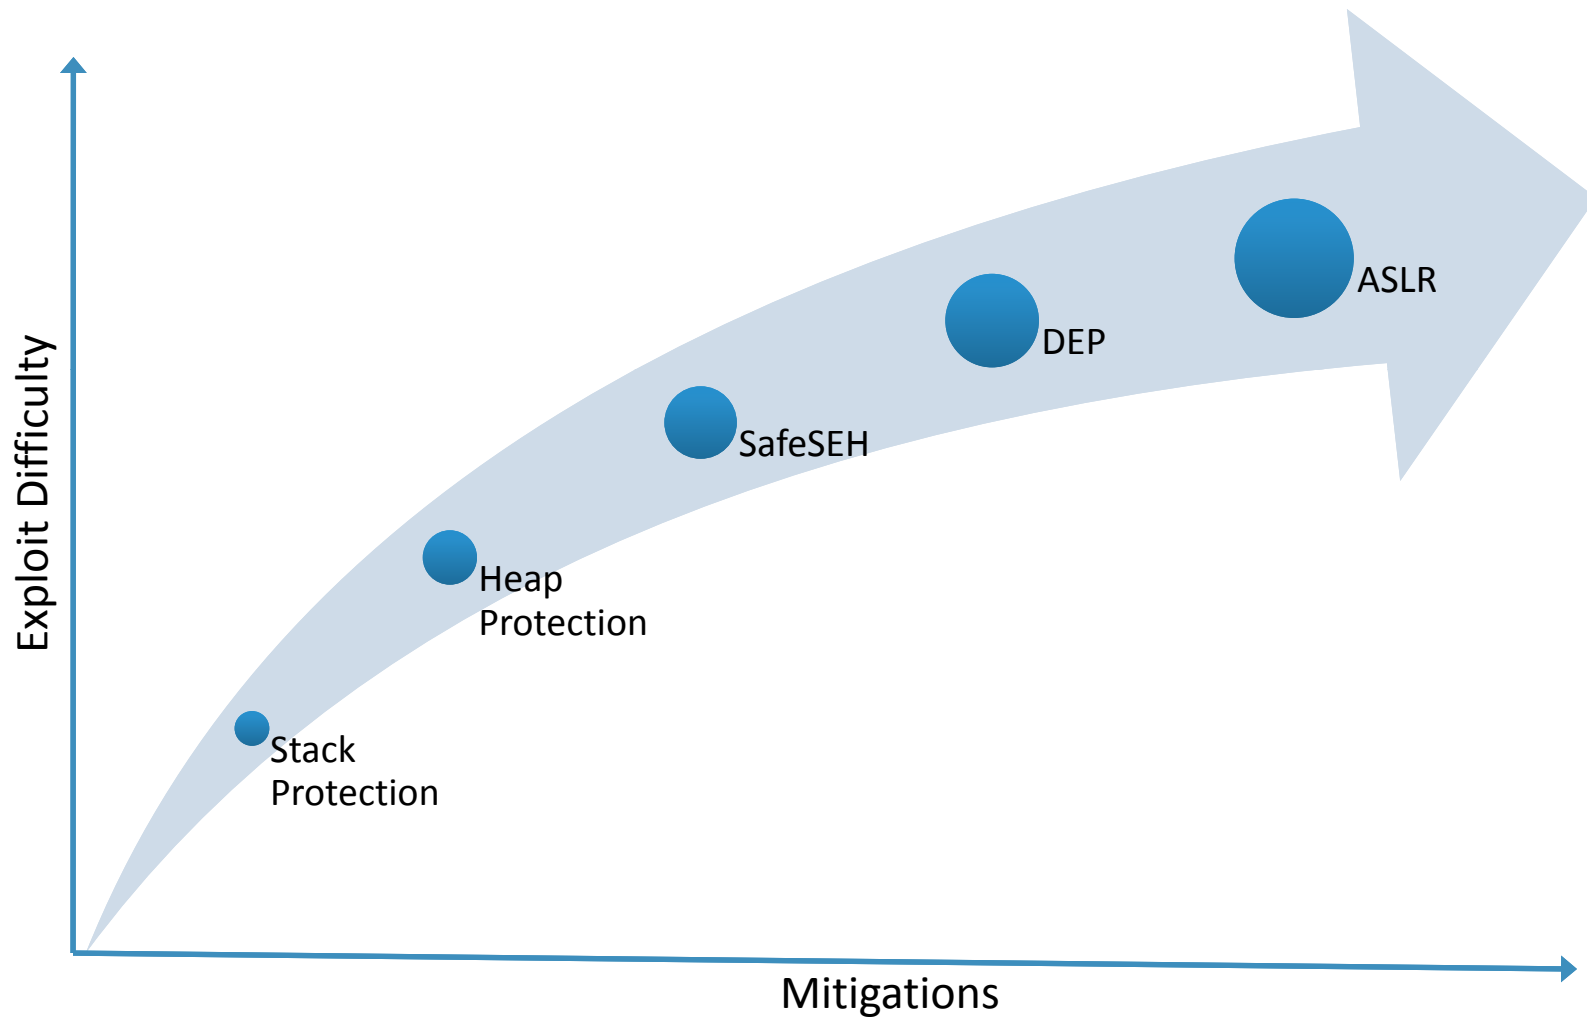 Exploit Difficulty
ASLR
DEP
SafeSEH
Heap
Protection
Stack
Protection
Mitigations